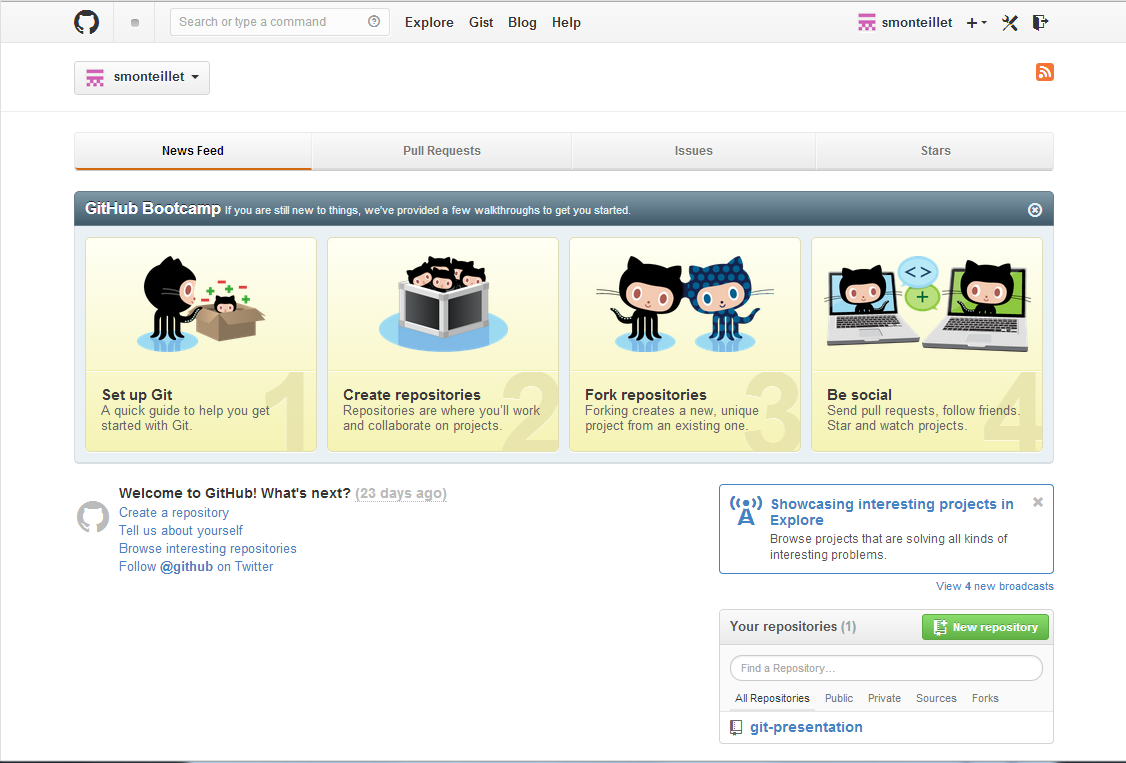 Search or type a command
Explore Gist Blog Help
smonteillet
smonteillet
News Feed
Pull Requests
Issues
Stars
GitHub Bootcamp If you are still new to things, we've provided a few walkthroughs to get you started.
1
Set up Git
A quick guide to help you get
started with Git.
2
Create repositories
Repositories are where you'll work
and collaborate on projects.
3
Fork repositories
Forking creates a new, unique
project from an existing one.
4
Be social
Send pull requests, follow friends.
Star and watch projects.
Welcome to GitHub! What's next? (23 days ago)
Create a repository
Tell us about yourself
Browse interesting repositories
Follow @github on Twitter
Showcasing interesting projects in
Explore
Browse projects that are solving all kinds of
interesting problems.
View 4 new broadcasts
Your repositories (1)
New repository
Find a Repository…
All Repositories Public Private Sources Forks
git-presentation